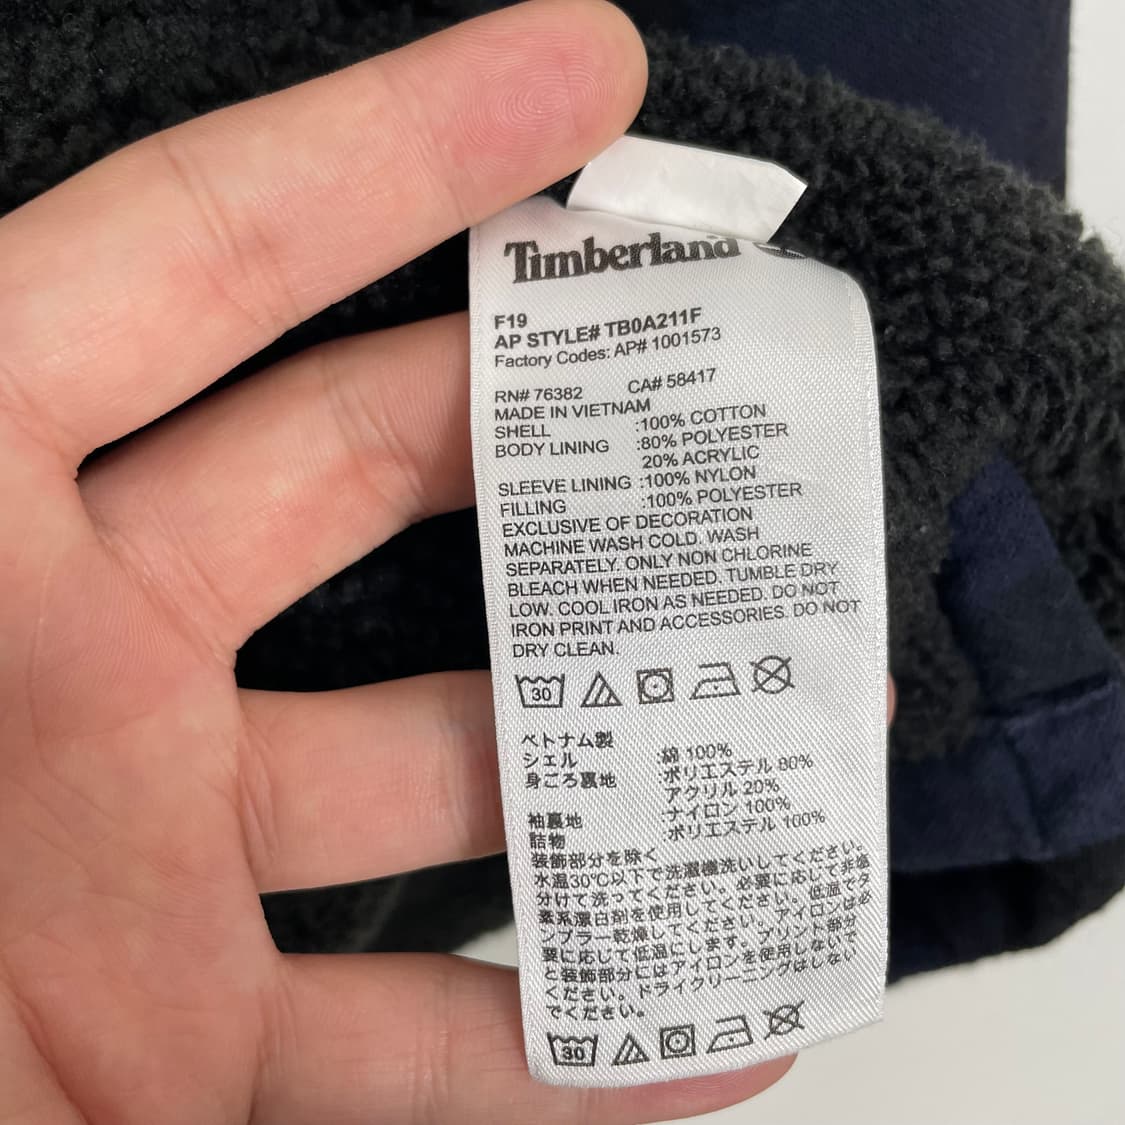 Timberland
F19
AP STYLE# TB0A211F
Factory Codes: AP# 1001573
RN# 76382 CA# 58417
MADE IN VIETNAM
SHELL :100% COTTON
BODY LINING :80% POLYESTER
20% ACRYLIC
SLEEVE LINING :100% NYLON
FILLING :100% POLYESTER
EXCLUSIVE OF DECORATION
MACHINE WASH COLD. WASH
SEPARATELY. ONLY NON CHLORINE
BLEACH WHEN NEEDED. TUMBLE DRY
LOW. COOL IRON AS NEEDED. DO NOT
IRON PRINT AND ACCESSORIES. DO NOT
DRY CLEAN.
30
ベトナム製
シェル :綿 100%
身ごろ裏地 :ポリエステル 80%
アクリル 20%
袖裏地 :ナイロン 100%
詰物 :ポリエステル 100%
装飾部分を除く
水温30℃以下で洗濯機洗いしてください。
分けて洗ってください。必要に応じて非塩
素系漂白剤を使用してください。低温でタ
ンブラー乾燥してください。アイロンは必
要に応じて低温にします。プリント部分
と装飾部分にはアイロンを使用しないで
ください。ドライクリーニングはしない
でください。
30